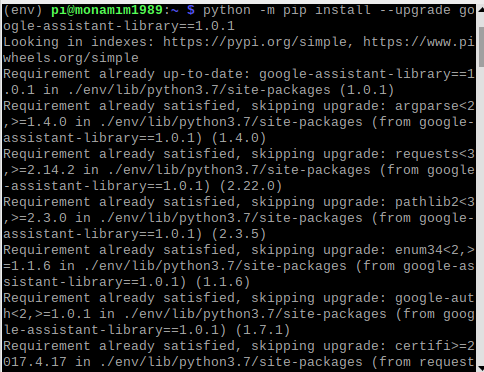 (env) pi@monamim1989:~ $ python -m pip install --upgrade go
ogle-assistant-library==1.0.1
Looking in indexes: https://pypi.org/simple, https://www.pi
wheels.org/simple
Requirement already up-to-date: google-assistant-library==1
.0.1 in ./env/lib/python3.7/site-packages (1.0.1)
Requirement already satisfied, skipping upgrade: argparse<2
,>=1.4.0 in ./env/lib/python3.7/site-packages (from google-
assistant-library==1.0.1) (1.4.0)
Requirement already satisfied, skipping upgrade: requests<3
,>=2.14.2 in ./env/lib/python3.7/site-packages (from google
-assistant-library==1.0.1) (2.22.0)
Requirement already satisfied, skipping upgrade: pathlib2<3
,>=2.3.0 in ./env/lib/python3.7/site-packages (from google-
assistant-library==1.0.1) (2.3.5)
Requirement already satisfied, skipping upgrade: enum34<2,>
=1.1.6 in ./env/lib/python3.7/site-packages (from google-as
sistant-library==1.0.1) (1.1.6)
Requirement already satisfied, skipping upgrade: google-aut
h<2,>=1.0.1 in ./env/lib/python3.7/site-packages (from goog
le-assistant-library==1.0.1) (1.7.1)
Requirement already satisfied, skipping upgrade: certifi>=2
017.4.17 in ./env/lib/python3.7/site-packages (from request